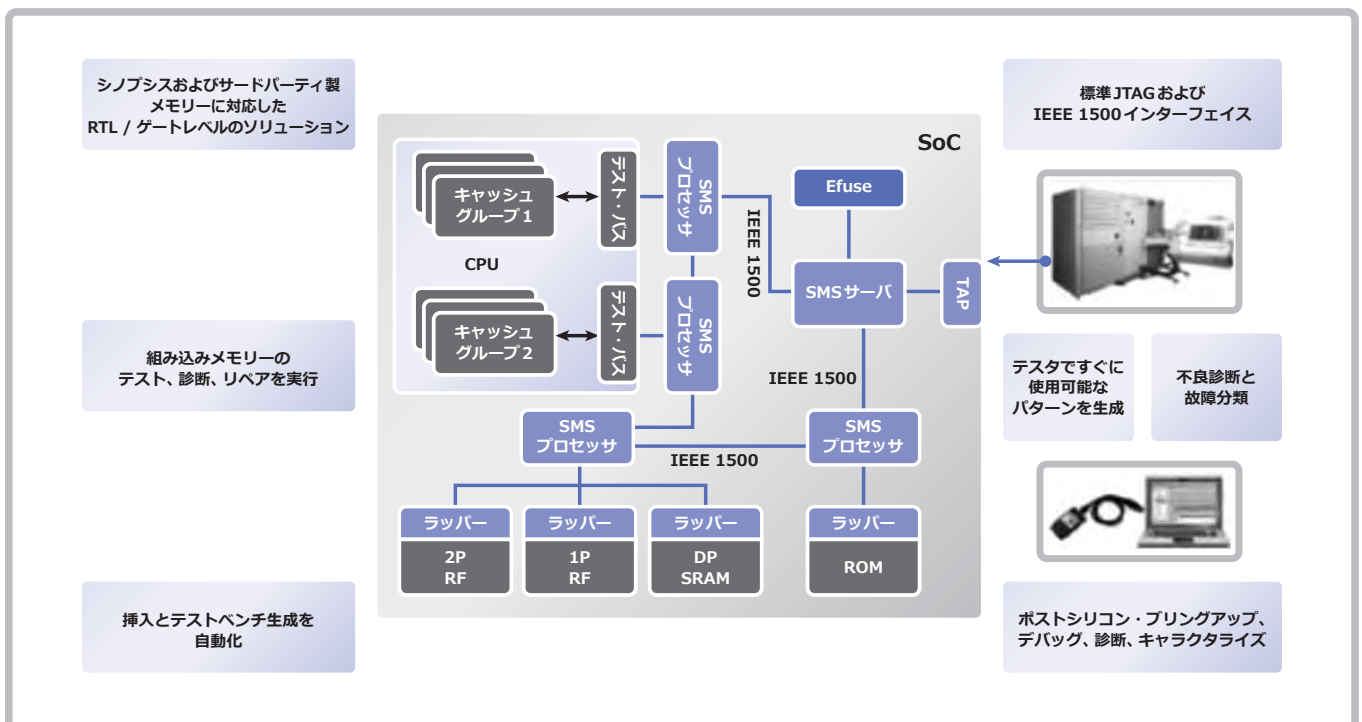 シノプシスおよびサードパーティ製
メモリーに対応した
RTL / ゲートレベルのソリューション
組み込みメモリーの
テスト、診断、リペアを実行
挿入とテストベンチ生成を
自動化
SoC
キャッシュ
グループ1
テスト・バス
SMS
プロセッサ
CPU
キャッシュ
グループ2
テスト・バス
SMS
プロセッサ
IEEE 1500
Efuse
SMSサーバ
TAP
IEEE 1500
SMS
プロセッサ
IEEE 1500
SMS
プロセッサ
ラッパー
2P
RF
ラッパー
1P
RF
ラッパー
DP
SRAM
ラッパー
ROM
標準JTAGおよび
IEEE 1500インターフェイス
テスタですぐに
使用可能な
パターンを生成
不良診断と
故障分類
ポストシリコン・ブリングアップ、
デバッグ、診断、キャラクタライズ